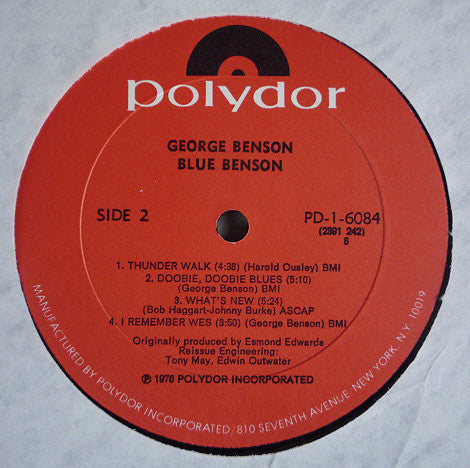 polydor
GEORGE BENSON
BLUE BENSON
SIDE 2
PD-1-6084
(2391 242)
S
1. THUNDER WALK (4:38) (Harold Ousley) BMI
2. DOOBIE, DOOBIE BLUES (5:10)
(George Benson) BMI
3. WHAT'S NEW (5:24)
(Bob Haggart-Johnny Burke) ASCAP
4. I REMEMBER WES (3:50) (George Benson) BMI
Originally produced by Esmond Edwards
Reissue Engineering:
Tony May, Edwin Outwater
℗ 1976 POLYDOR INCORPORATED
MANUFACTURED BY POLYDOR INCORPORATED/ 810 SEVENTH AVENUE NEW YORK, N.Y. 10019